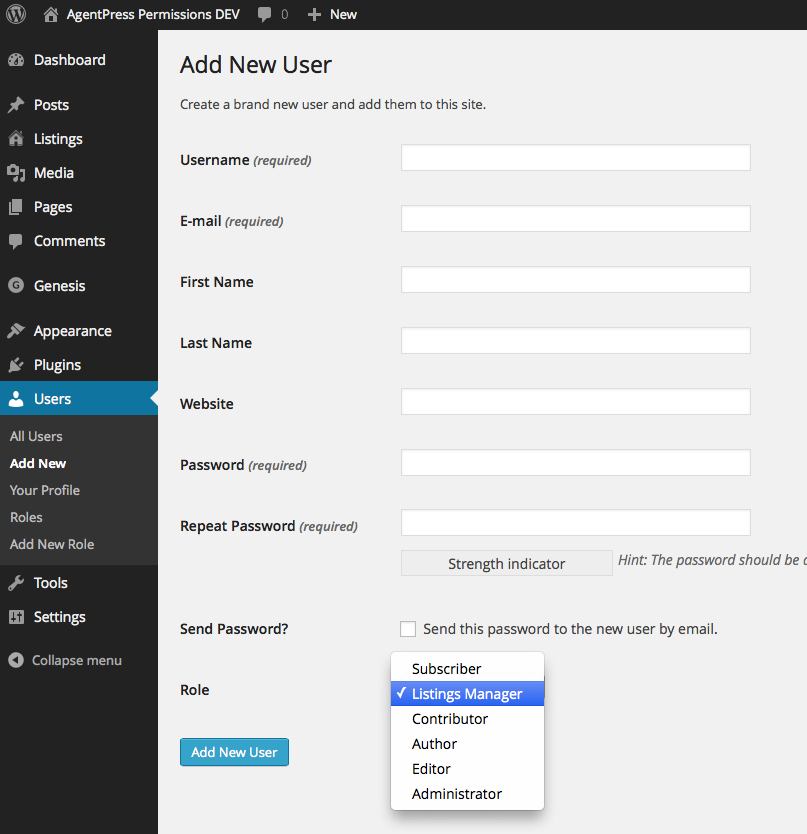 AgentPress Permissions DEV 0 New
Dashboard
Posts
Listings
Media
Pages
Comments
G Genesis
Appearance
Plugins
Users
All Users
Add New
Your Profile
Roles
Add New Role
Tools
Settings
Collapse menu
Add New User
Create a brand new user and add them to this site.
Username (required)
E-mail (required)
First Name
Last Name
Website
Password (required)
Repeat Password (required)
Strength indicator Hint: The password should be
Send Password? Send this password to the new user by email.
Role
Subscriber
✓ Listings Manager
Contributor
Author
Editor
Administrator
Add New User